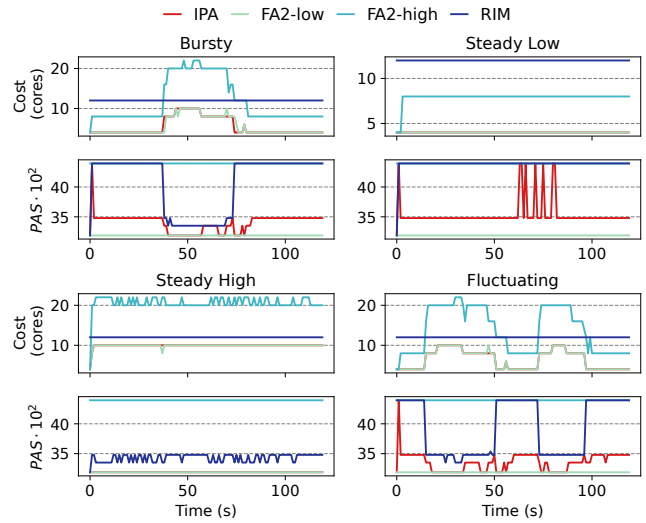 IPA FA2-low FA2-high RIM
Bursty Steady Low
Cost (cores)
20
10
10
5
PAS · 10²
40
35
40
35
0 50 100 0 50 100
Steady High Fluctuating
Cost (cores)
20
10
20
10
PAS · 10²
40
35
40
35
0 50 100 0 50 100
Time (s) Time (s)